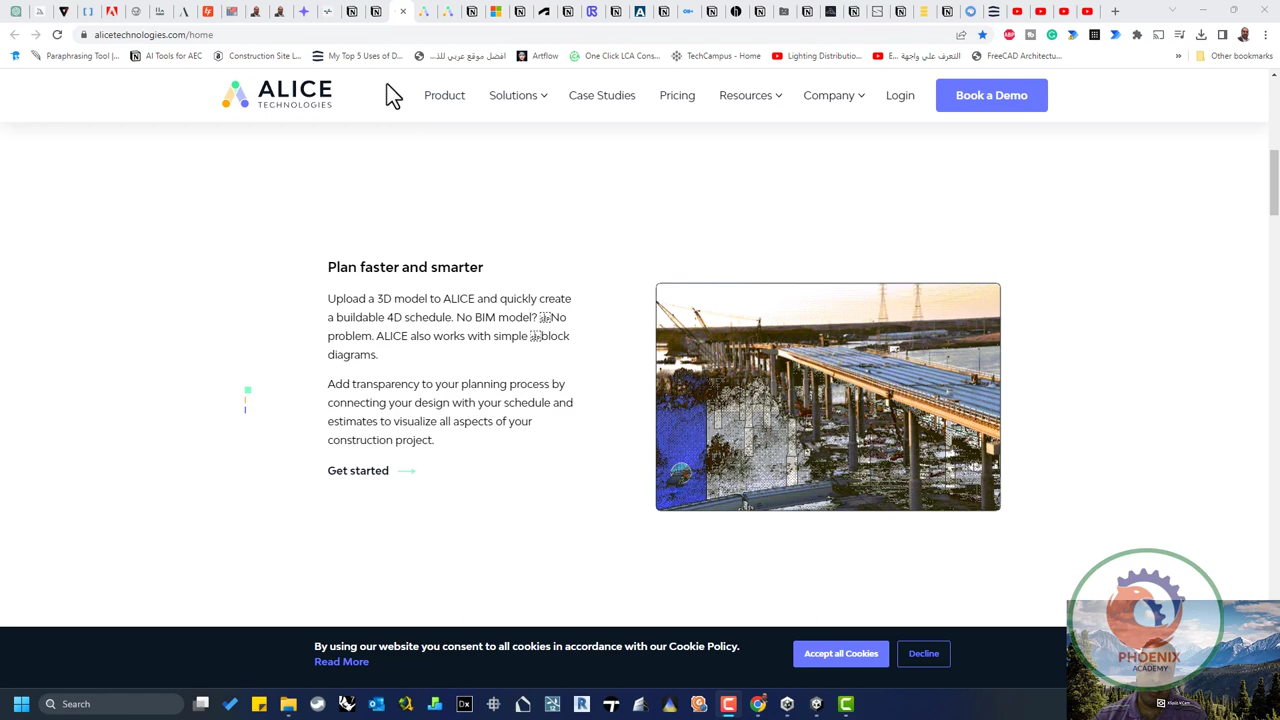 alicetechnologies.com/home
Paraphrasing Tool |...
AI Tools for AEC
Construction Site L...
My Top 5 Uses of D...
افضل موقع عربي للذ...
Artflow
One Click LCA Cons...
TechCampus - Home
Lighting Distributio...
التعرف علي واجهة E...
FreeCAD Architectu...
»
Other bookmarks
ALICE
TECHNOLOGIES
Product
Solutions
Case Studies
Pricing
Resources
Company
Login
Book a Demo
Plan faster and smarter
Upload a 3D model to ALICE and quickly create
a buildable 4D schedule. No BIM model? No
problem. ALICE also works with simple block
diagrams.
Add transparency to your planning process by
connecting your design with your schedule and
estimates to visualize all aspects of your
construction project.
Get started
By using our website you consent to all cookies in accordance with our Cookie Policy.
Read More
Accept all Cookies
Decline
PHOENIX
ACADEMY
XSplit VCam
Search